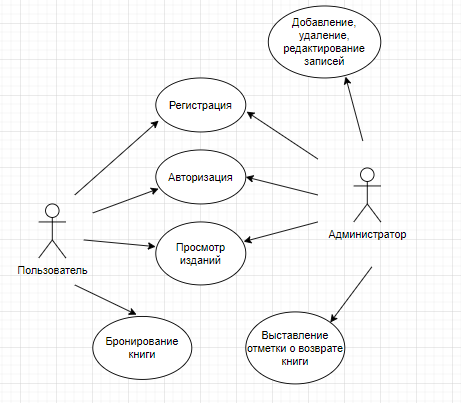 Добавление,
удаление,
редактирование
записей
Регистрация
Авторизация
Просмотр
изданий
Пользователь
Администратор
Бронирование
книги
Выставление
отметки о возврате
книги